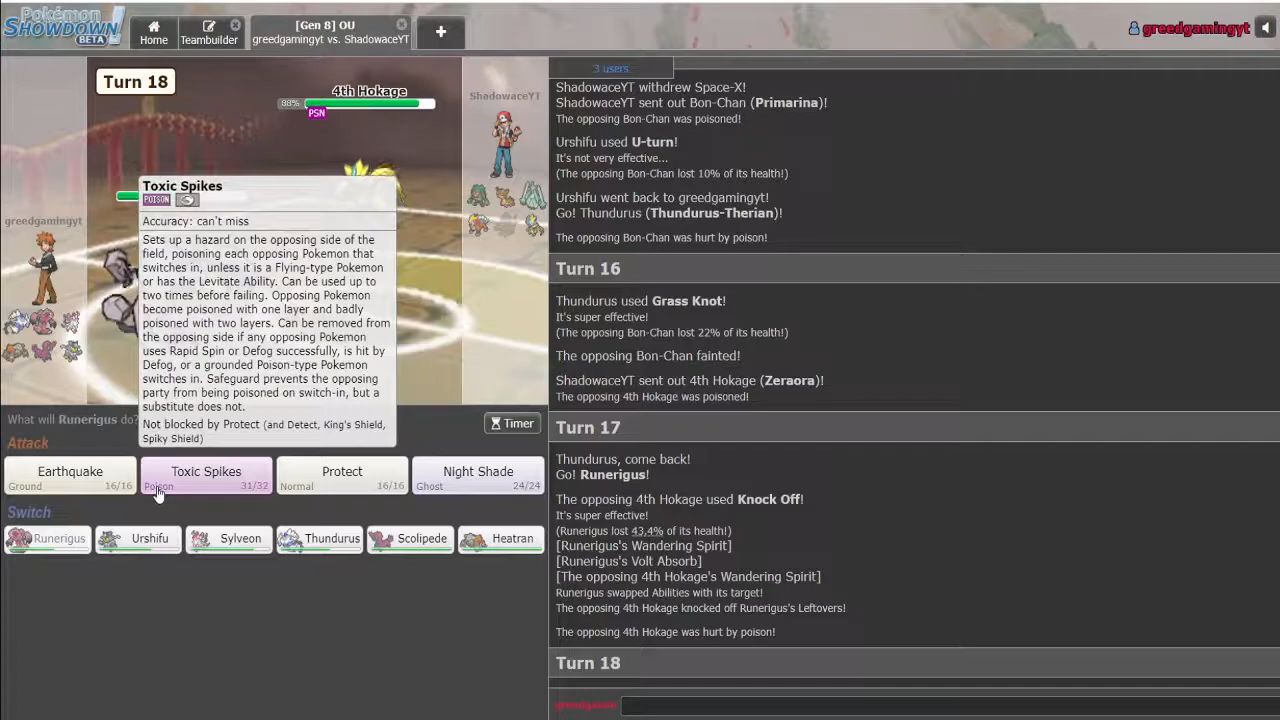 Pokémon
SHOWDOWN
BETA
Home
Teambuilder
[Gen 8] OU
greedgamingyt vs. ShadowaceYT
+
greedgamingyt
Turn 18
4th Hokage
88%
PSN
ShadowaceYT
greedgamingyt
Toxic Spikes
POISON
Accuracy: can't miss
Sets up a hazard on the opposing side of the
field, poisoning each opposing Pokemon that
switches in, unless it is a Flying-type Pokemon
or has the Levitate Ability. Can be used up to
two times before failing. Opposing Pokemon
become poisoned with one layer and badly
poisoned with two layers. Can be removed from
the opposing side if any opposing Pokemon
uses Rapid Spin or Defog successfully, is hit by
Defog, or a grounded Poison-type Pokemon
switches in. Safeguard prevents the opposing
party from being poisoned on switch-in, but a
substitute does not.
Not blocked by Protect (and Detect, King's Shield,
Spiky Shield)
What will Runerigus do?
Timer
Attack
Earthquake
Ground 16/16
Toxic Spikes
Poison 31/32
Protect
Normal 16/16
Night Shade
Ghost 24/24
Switch
Runerigus
Urshifu
Sylveon
Thundurus
Scolipede
Heatran
3 users
ShadowaceYT withdrew Space-X!
ShadowaceYT sent out Bon-Chan (Primarina)!
The opposing Bon-Chan was poisoned!
Urshifu used U-turn!
It's not very effective...
(The opposing Bon-Chan lost 10% of its health!)
Urshifu went back to greedgamingyt!
Go! Thundurus (Thundurus-Therian)!
The opposing Bon-Chan was hurt by poison!
Turn 16
Thundurus used Grass Knot!
It's super effective!
(The opposing Bon-Chan lost 22% of its health!)
The opposing Bon-Chan fainted!
ShadowaceYT sent out 4th Hokage (Zeraora)!
The opposing 4th Hokage was poisoned!
Turn 17
Thundurus, come back!
Go! Runerigus!
The opposing 4th Hokage used Knock Off!
It's super effective!
(Runerigus lost 43,4% of its health!)
[Runerigus's Wandering Spirit]
[Runerigus's Volt Absorb]
[The opposing 4th Hokage's Wandering Spirit]
Runerigus swapped Abilities with its target!
The opposing 4th Hokage knocked off Runerigus's Leftovers!
The opposing 4th Hokage was hurt by poison!
Turn 18